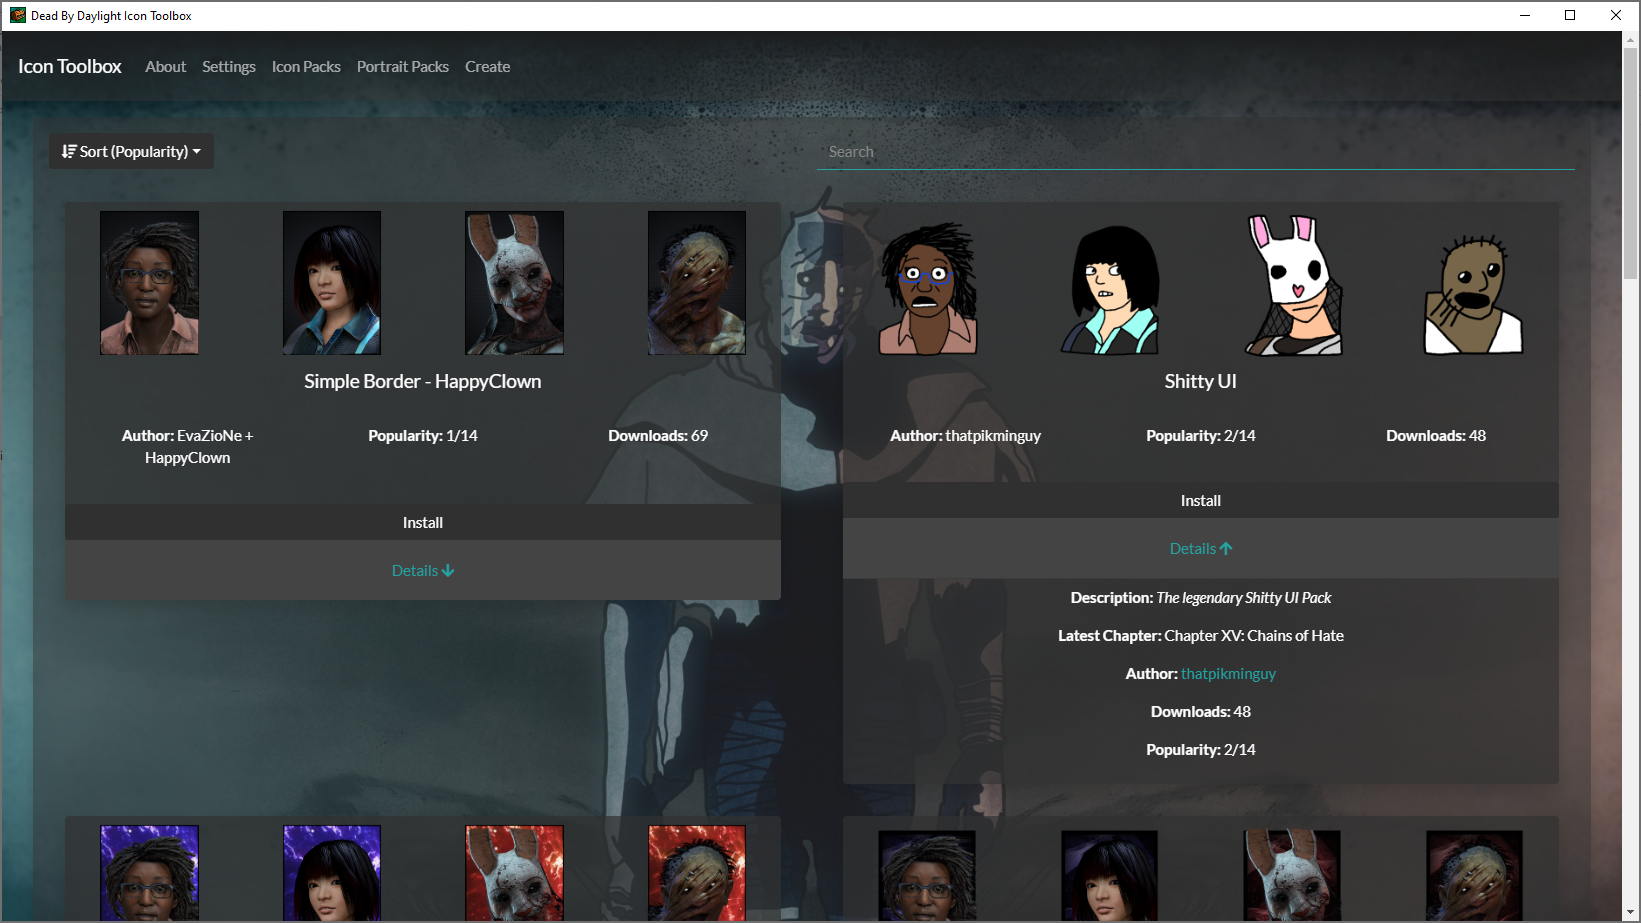 Dead By Daylight Icon Toolbox
Icon Toolbox About Settings Icon Packs Portrait Packs Create
Sort (Popularity)
Search
Simple Border - HappyClown
Author: EvaZioNe + HappyClown
Popularity: 1/14
Downloads: 69
Install
Details
Shitty UI
Author: thatpikminguy
Popularity: 2/14
Downloads: 48
Install
Details
Description: The legendary Shitty UI Pack
Latest Chapter: Chapter XV: Chains of Hate
Author: thatpikminguy
Downloads: 48
Popularity: 2/14